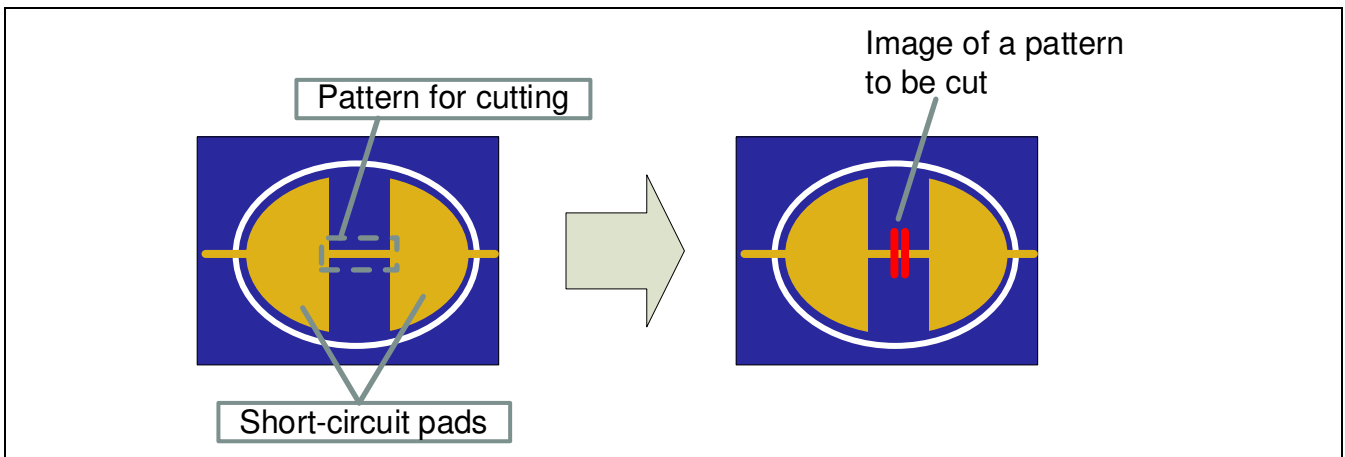 Image of a pattern
to be cut
Pattern for cutting
Short-circuit pads